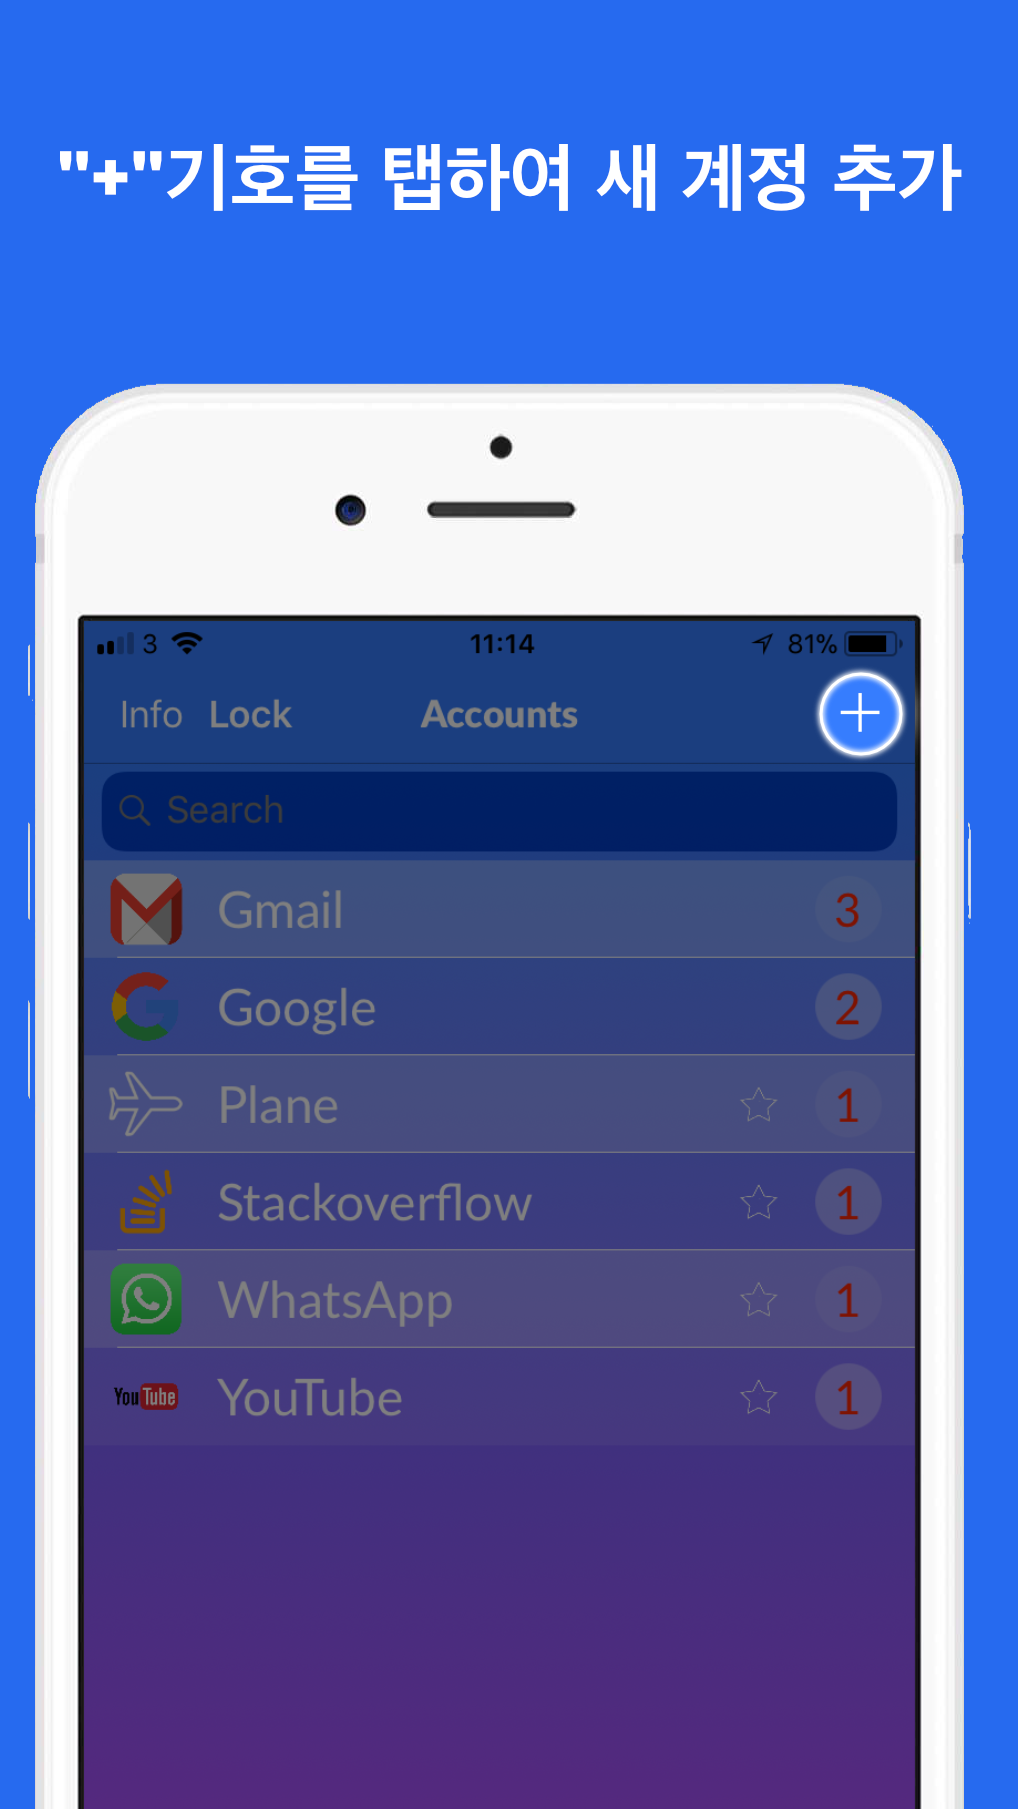 "+"기호를 탭하여 새 계정 추가
3 11:14 81%
Info Lock Accounts +
Search
Gmail 3
Google 2
Plane 1
Stackoverflow 1
WhatsApp 1
YouTube YouTube 1